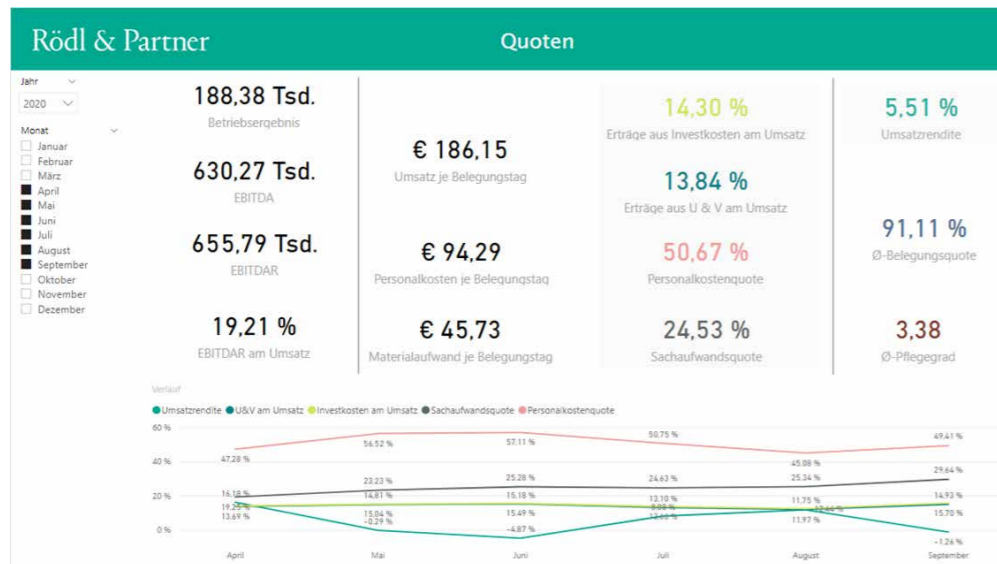 Rödl & Partner
Quoten
Jahr
2020
Monat
Januar
Februar
März
April
Mai
Juni
Juli
August
September
Oktober
November
Dezember
188,38 Tsd.
Betriebsergebnis
630,27 Tsd.
EBITDA
655,79 Tsd.
EBITDAR
19,21 %
EBITDAR am Umsatz
€ 186,15
Umsatz je Belegungstag
€ 94,29
Personalkosten je Belegungstag
€ 45,73
Materialaufwand je Belegungstag
14,30 %
Erträge aus Investkosten am Umsatz
13,84 %
Erträge aus U & V am Umsatz
50,67 %
Personalkostenquote
24,53 %
Sachaufwandsquote
5,51 %
Umsatzrendite
91,11 %
Ø-Belegungsquote
3,38
Ø-Pflegegrad
Verlauf
Umsatzrendite U&V am Umsatz Investkosten am Umsatz Sachaufwandsquote Personalkostenquote
60 %
40 %
20 %
0 %
47,28 % 56,52 % 57,11 % 50,75 % 45,08 % 49,41 %
22,23 % 25,28 % 24,63 % 25,34 % 29,64 %
16,18 % 14,81 % 15,18 % 12,10 % 11,75 % 14,93 %
19,25 % 15,04 % 15,49 % 15,70 %
13,69 % -0,29 % -4,87 % 11,97 % -1,26 %
April Mai Juni Juli August September